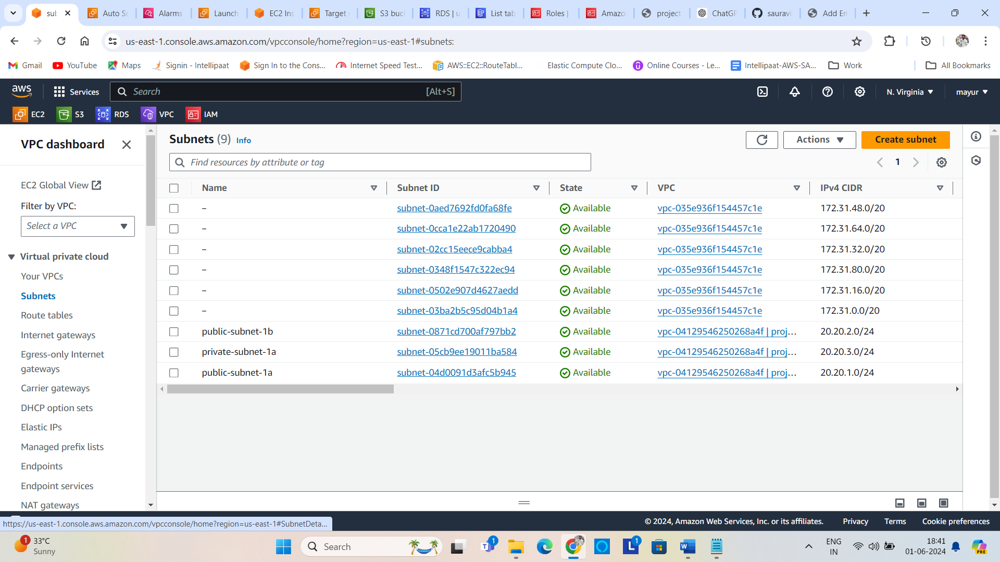 sub
Auto Sc
Alarms
Launch
EC2 Ins
Target
S3 buc
RDS | u
List tab
Roles |
Amazo
project
ChatGP
sauravi
Add En
us-east-1.console.aws.amazon.com/vpcconsole/home?region=us-east-1#subnets:
Gmail
YouTube
Maps
Signin - Intellipaat
Sign In to the Cons...
Internet Speed Test...
AWS::EC2::RouteTabl...
Elastic Compute Clo...
Online Courses - Le...
Intellipaat-AWS-SA...
Work
All Bookmarks
aws
Services
Search
[Alt+S]
N. Virginia
mayur
EC2
S3
RDS
VPC
IAM
VPC dashboard
EC2 Global View
Filter by VPC:
Select a VPC
Virtual private cloud
Your VPCs
Subnets
Route tables
Internet gateways
Egress-only Internet
gateways
Carrier gateways
DHCP option sets
Elastic IPs
Managed prefix lists
Endpoints
Endpoint services
NAT gateways
Subnets (9) Info
Actions
Create subnet
Find resources by attribute or tag
1
Name Subnet ID State VPC IPv4 CIDR
– subnet-0aed7692fd0fa68fe Available vpc-035e936f154457c1e 172.31.48.0/20
– subnet-0cca1e22ab1720490 Available vpc-035e936f154457c1e 172.31.64.0/20
– subnet-02cc15eece9cabba4 Available vpc-035e936f154457c1e 172.31.32.0/20
– subnet-0348f1547c322ec94 Available vpc-035e936f154457c1e 172.31.80.0/20
– subnet-0502e907d4627aedd Available vpc-035e936f154457c1e 172.31.16.0/20
– subnet-03ba2b5c95d04b1a4 Available vpc-035e936f154457c1e 172.31.0.0/20
public-subnet-1b subnet-0871cd700af797bb2 Available vpc-04129546250268a4f | proj... 20.20.2.0/24
private-subnet-1a subnet-05cb9ee19011ba584 Available vpc-04129546250268a4f | proj... 20.20.3.0/24
public-subnet-1a subnet-04d0091d3afc5b945 Available vpc-04129546250268a4f | proj... 20.20.1.0/24
https://us-east-1.console.aws.amazon.com/vpcconsole/home?region=us-east-1#SubnetDeta...
© 2024, Amazon Web Services, Inc. or its affiliates.
Privacy
Terms
Cookie preferences
1
33°C
Sunny
Search
1
1
PRE
ENG
IN
18:41
01-06-2024